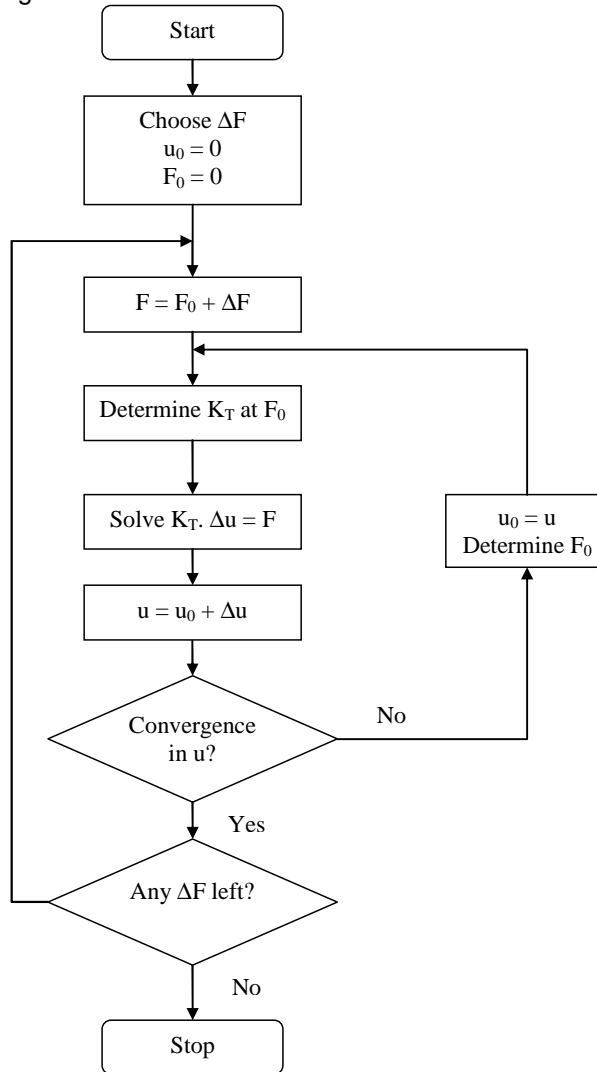 Start
Choose ΔF
u₀ = 0
F₀ = 0
F = F₀ + ΔF
Determine K_T at F₀
Solve K_T. Δu = F
u₀ = u
Determine F₀
u = u₀ + Δu
Convergence
in u?
No
Yes
Any ΔF left?
No
Stop